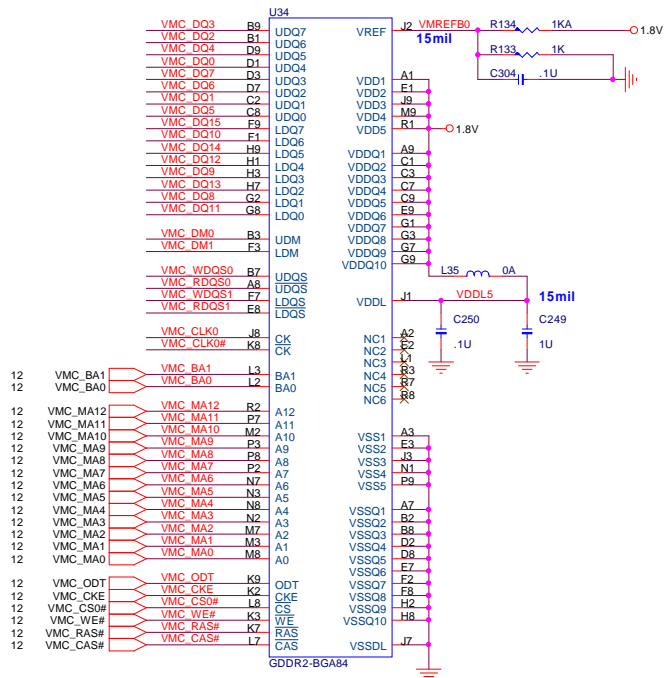 U34
VMC_DQ3 B9 UDQ7
VMC_DQ2 B1 UDQ6
VMC_DQ4 D9 UDQ5
VMC_DQ0 D1 UDQ4
VMC_DQ7 D3 UDQ3
VMC_DQ6 D7 UDQ2
VMC_DQ1 C2 UDQ1
VMC_DQ5 C8 UDQ0
VMC_DQ15 F9 LDQ7
VMC_DQ10 F1 LDQ6
VMC_DQ14 H9 LDQ5
VMC_DQ12 H1 LDQ4
VMC_DQ9 H3 LDQ3
VMC_DQ13 H7 LDQ2
VMC_DQ8 G2 LDQ1
VMC_DQ11 G8 LDQ0
VMC_DM0 B3 UDM
VMC_DM1 F3 LDM
VMC_WDQS0 B7 UDQS
VMC_RDQS0 A8 UDQS
VMC_WDQS1 F7 LDQS
VMC_RDQS1 E8 LDQS
VMC_CLK0 J8 CK
VMC_CLK0# K8 CK
12 VMC_BA1 VMC_BA1 L3 BA1
12 VMC_BA0 VMC_BA0 L2 BA0
12 VMC_MA12 VMC_MA12 R2 A12
12 VMC_MA11 VMC_MA11 P7 A11
12 VMC_MA10 VMC_MA10 M2 A10
12 VMC_MA9 VMC_MA9 P3 A9
12 VMC_MA8 VMC_MA8 P8 A8
12 VMC_MA7 VMC_MA7 P2 A7
12 VMC_MA6 VMC_MA6 N7 A6
12 VMC_MA5 VMC_MA5 N3 A5
12 VMC_MA4 VMC_MA4 N8 A4
12 VMC_MA3 VMC_MA3 N2 A3
12 VMC_MA2 VMC_MA2 M7 A2
12 VMC_MA1 VMC_MA1 M3 A1
12 VMC_MA0 VMC_MA0 M8 A0
12 VMC_ODT VMC_ODT K9 ODT
12 VMC_CKE VMC_CKE K2 CKE
12 VMC_CS0# VMC_CS0# L8 CS
12 VMC_WE# VMC_WE# K3 WE
12 VMC_RAS# VMC_RAS# K7 RAS
12 VMC_CAS# VMC_CAS# L7 CAS
GDDR2-BGA84
VREF J2 VMREFB0
15mil
R134 1KA
1.8V
R133 1K
C304 .1U
VDD1 A1
VDD2 E1
VDD3 J9
VDD4 M9
VDD5 R1
1.8V
VDDQ1 A9
VDDQ2 C1
VDDQ3 C3
VDDQ4 C7
VDDQ5 C9
VDDQ6 E9
VDDQ7 G1
VDDQ8 G3
VDDQ9 G7
VDDQ10 G9
L35 0A
VDDL J1 VDDL5
15mil
C250
.1U
C249
1U
NC1 A2
NC2 E2
NC3 L1
NC4 R3
NC5 R7
NC6 R8
VSS1 A3
VSS2 E3
VSS3 J3
VSS4 N1
VSS5 P9
VSSQ1 A7
VSSQ2 B2
VSSQ3 B8
VSSQ4 D2
VSSQ5 D8
VSSQ6 E7
VSSQ7 F2
VSSQ8 F8
VSSQ9 H2
VSSQ10 H8
VSSDL J7